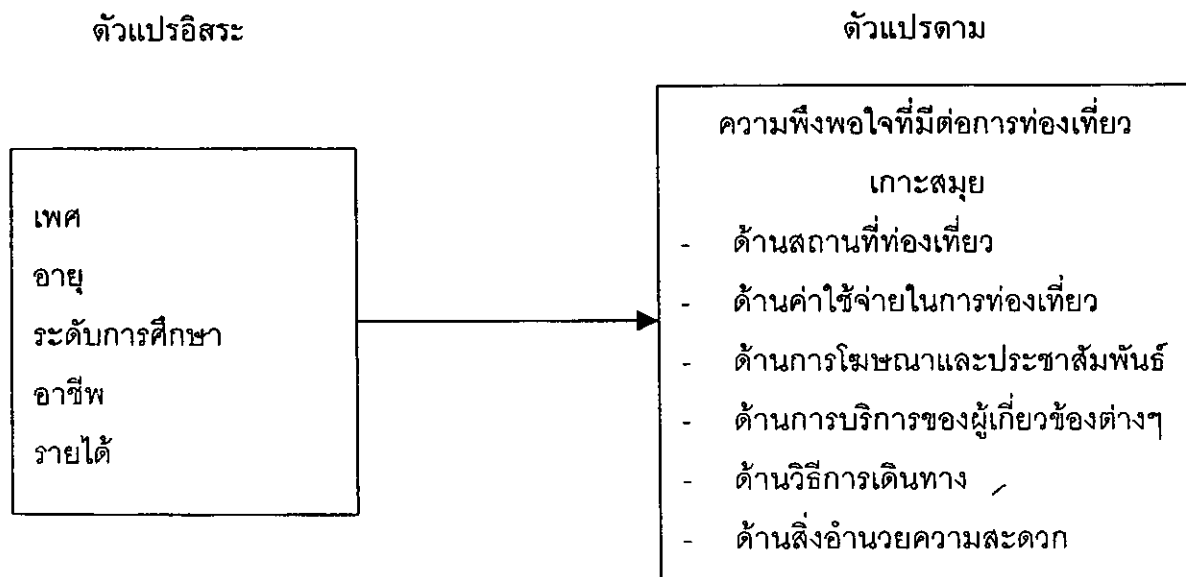 ตัวแปรอิสระ
ตัวแปรตาม
เพศ
อายุ
ระดับการศึกษา
อาชีพ
รายได้
ความพึงพอใจที่มีต่อการท่องเที่ยว
เกาะสมุย
- ด้านสถานที่ท่องเที่ยว
- ด้านค่าใช้จ่ายในการท่องเที่ยว
- ด้านการโฆษณาและประชาสัมพันธ์
- ด้านการบริการของผู้เกี่ยวข้องต่างๆ
- ด้านวิธีการเดินทาง
- ด้านสิ่งอำนวยความสะดวก